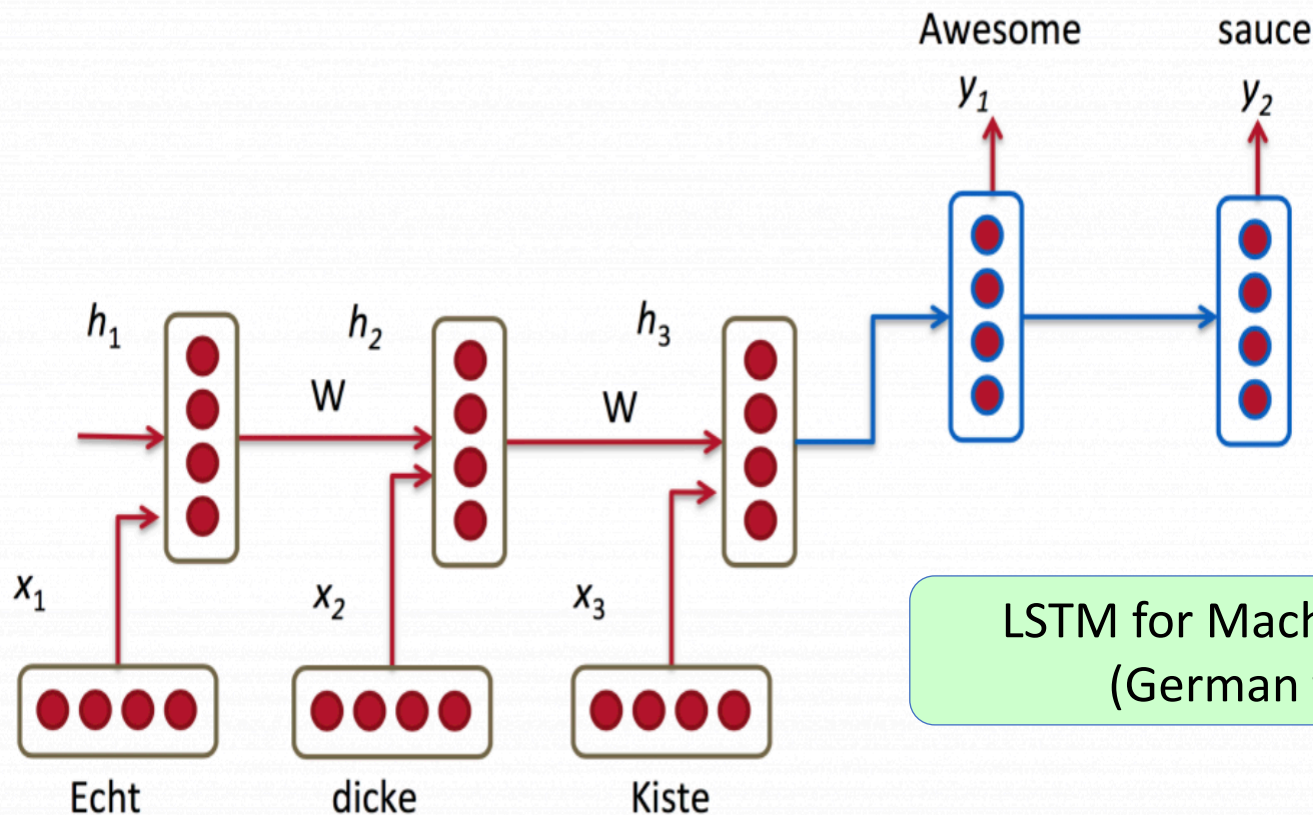 Awesome sauce
y1 y2
h1 h2 h3
W W
x1 x2 x3
LSTM for Mach
(German
Echt dicke Kiste